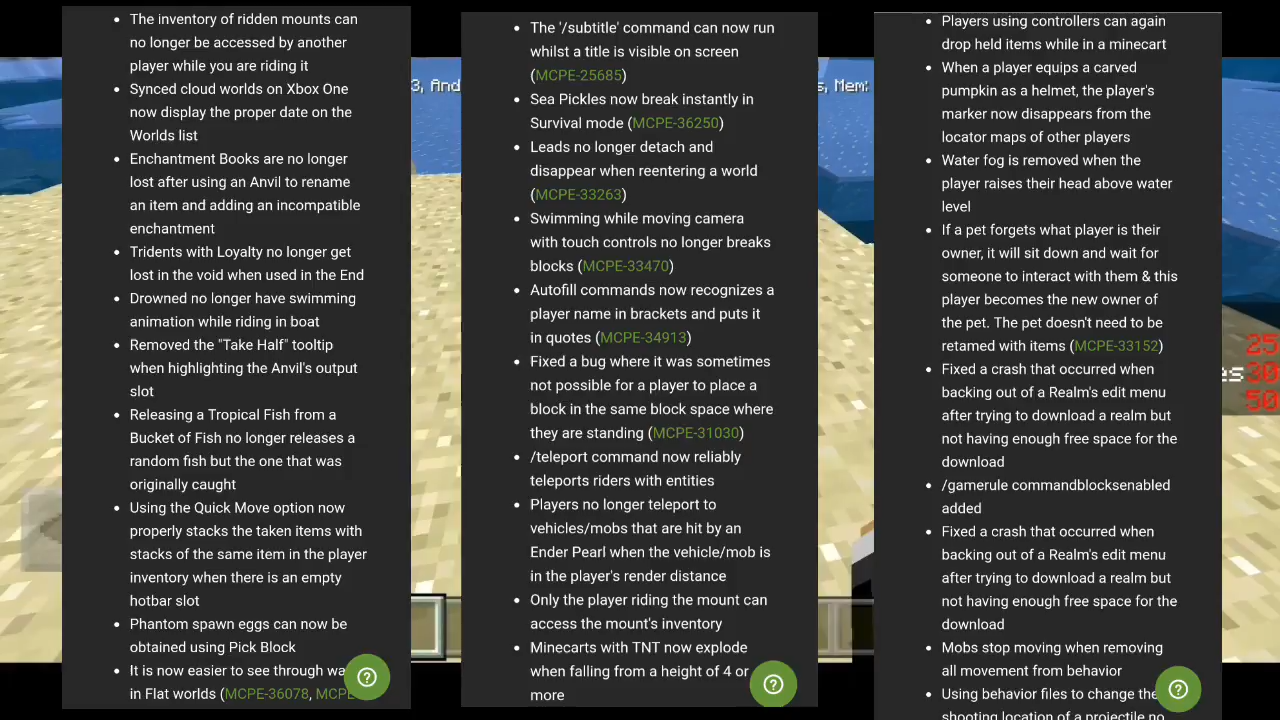 The inventory of ridden mounts can
no longer be accessed by another
player while you are riding it
Synced cloud worlds on Xbox One
now display the proper date on the
Worlds list
Enchantment Books are no longer
lost after using an Anvil to rename
an item and adding an incompatible
enchantment
Tridents with Loyalty no longer get
lost in the void when used in the End
Drowned no longer have swimming
animation while riding in boat
Removed the "Take Half" tooltip
when highlighting the Anvil's output
slot
Releasing a Tropical Fish from a
Bucket of Fish no longer releases a
random fish but the one that was
originally caught
Using the Quick Move option now
properly stacks the taken items with
stacks of the same item in the player
inventory when there is an empty
hotbar slot
Phantom spawn eggs can now be
obtained using Pick Block
It is now easier to see through
in Flat worlds (MCPE-36078,
3, And
The '/subtitle' command can now run
whilst a title is visible on screen
(MCPE-25685)
Sea Pickles now break instantly in
Survival mode (MCPE-36250)
Leads no longer detach and
disappear when reentering a world
(MCPE-33263)
Swimming while moving camera
with touch controls no longer breaks
blocks (MCPE-33470)
Autofill commands now recognizes a
player name in brackets and puts it
in quotes (MCPE-34913)
Fixed a bug where it was sometimes
not possible for a player to place a
block in the same block space where
they are standing (MCPE-31030)
/teleport command now reliably
teleports riders with entities
Players no longer teleport to
vehicles/mobs that are hit by an
Ender Pearl when the vehicle/mob is
in the player's render distance
Only the player riding the mount can
access the mount's inventory
Minecarts with TNT now explode
when falling from a height of 4 or
more
s, Mem:
Players using controllers can again
drop held items while in a minecart
When a player equips a carved
pumpkin as a helmet, the player's
marker now disappears from the
locator maps of other players
Water fog is removed when the
player raises their head above water
level
If a pet forgets what player is their
owner, it will sit down and wait for
someone to interact with them & this
player becomes the new owner of
the pet. The pet doesn't need to be
retamed with items (MCPE-33152)
Fixed a crash that occurred when
backing out of a Realm's edit menu
after trying to download a realm but
not having enough free space for the
download
/gamerule commandblocksenabled
added
Fixed a crash that occurred when
backing out of a Realm's edit menu
after trying to download a realm but
not having enough free space for the
download
Mobs stop moving when removing
all movement from behavior
Using behavior files to change the
shooting location of a projectile no
25
es 30
50